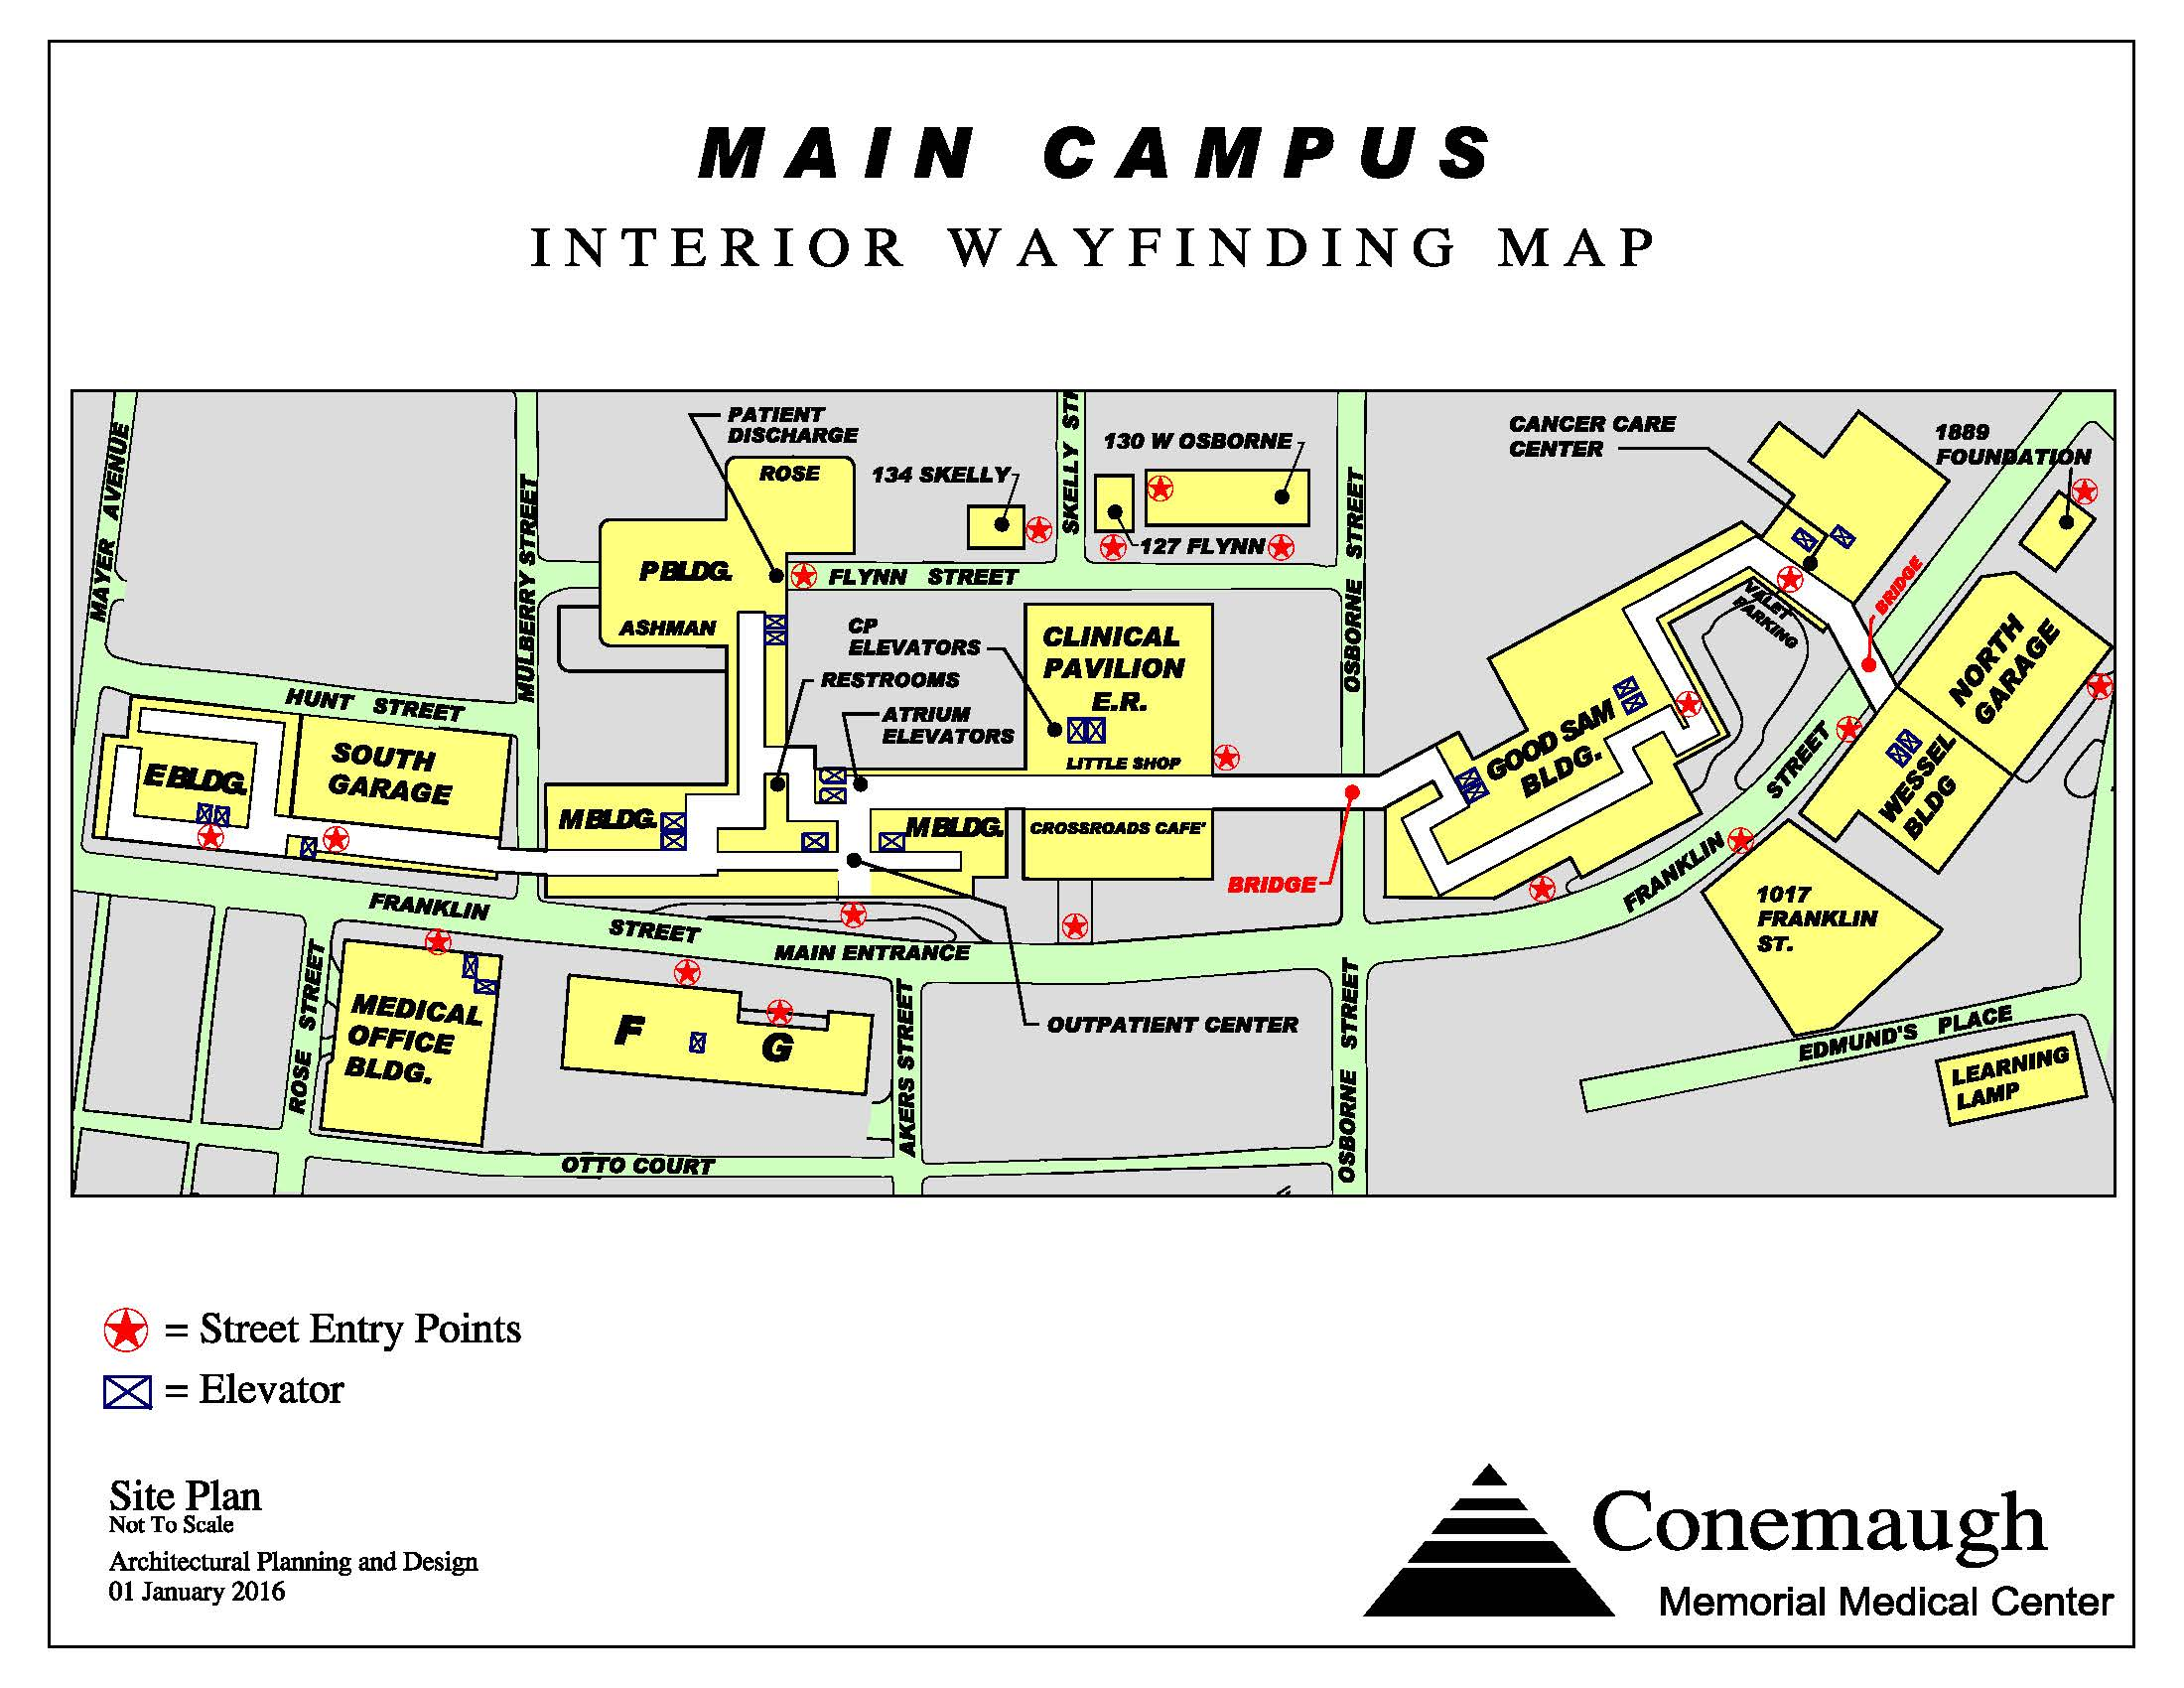 MAIN CAMPUS
INTERIOR WAYFINDING MAP
MAYER AVENUE
MULBERRY STREET
PATIENT
DISCHARGE
ROSE
134 SKELLY
SKELLY
130 W OSBORNE
OSBORNE STREET
CANCER CARE
CENTER
1889
FOUNDATION
P BLDG.
FLYNN STREET
127 FLYNN
ASHMAN
CP
ELEVATORS
CLINICAL
PAVILION
E.R.
VALET
PARKING
BRIDGE
NORTH
GARAGE
RESTROOMS
ATRIUM
ELEVATORS
HUNT STREET
SOUTH
GARAGE
E BLDG.
LITTLE SHOP
GOOD SAM
BLDG.
WESSEL
BLDG
M BLDG.
M BLDG.
CROSSROADS CAFE'
BRIDGE
FRANKLIN STREET
1017
FRANKLIN
ST.
FRANKLIN
STREET
MAIN ENTRANCE
ROSE STREET
MEDICAL
OFFICE
BLDG.
F
G
AKERS STREET
OUTPATIENT CENTER
OSBORNE STREET
EDMUND'S PLACE
LEARNING
LAMP
OTTO COURT
= Street Entry Points
= Elevator
Site Plan
Not To Scale
Architectural Planning and Design
01 January 2016
Conemaugh
Memorial Medical Center